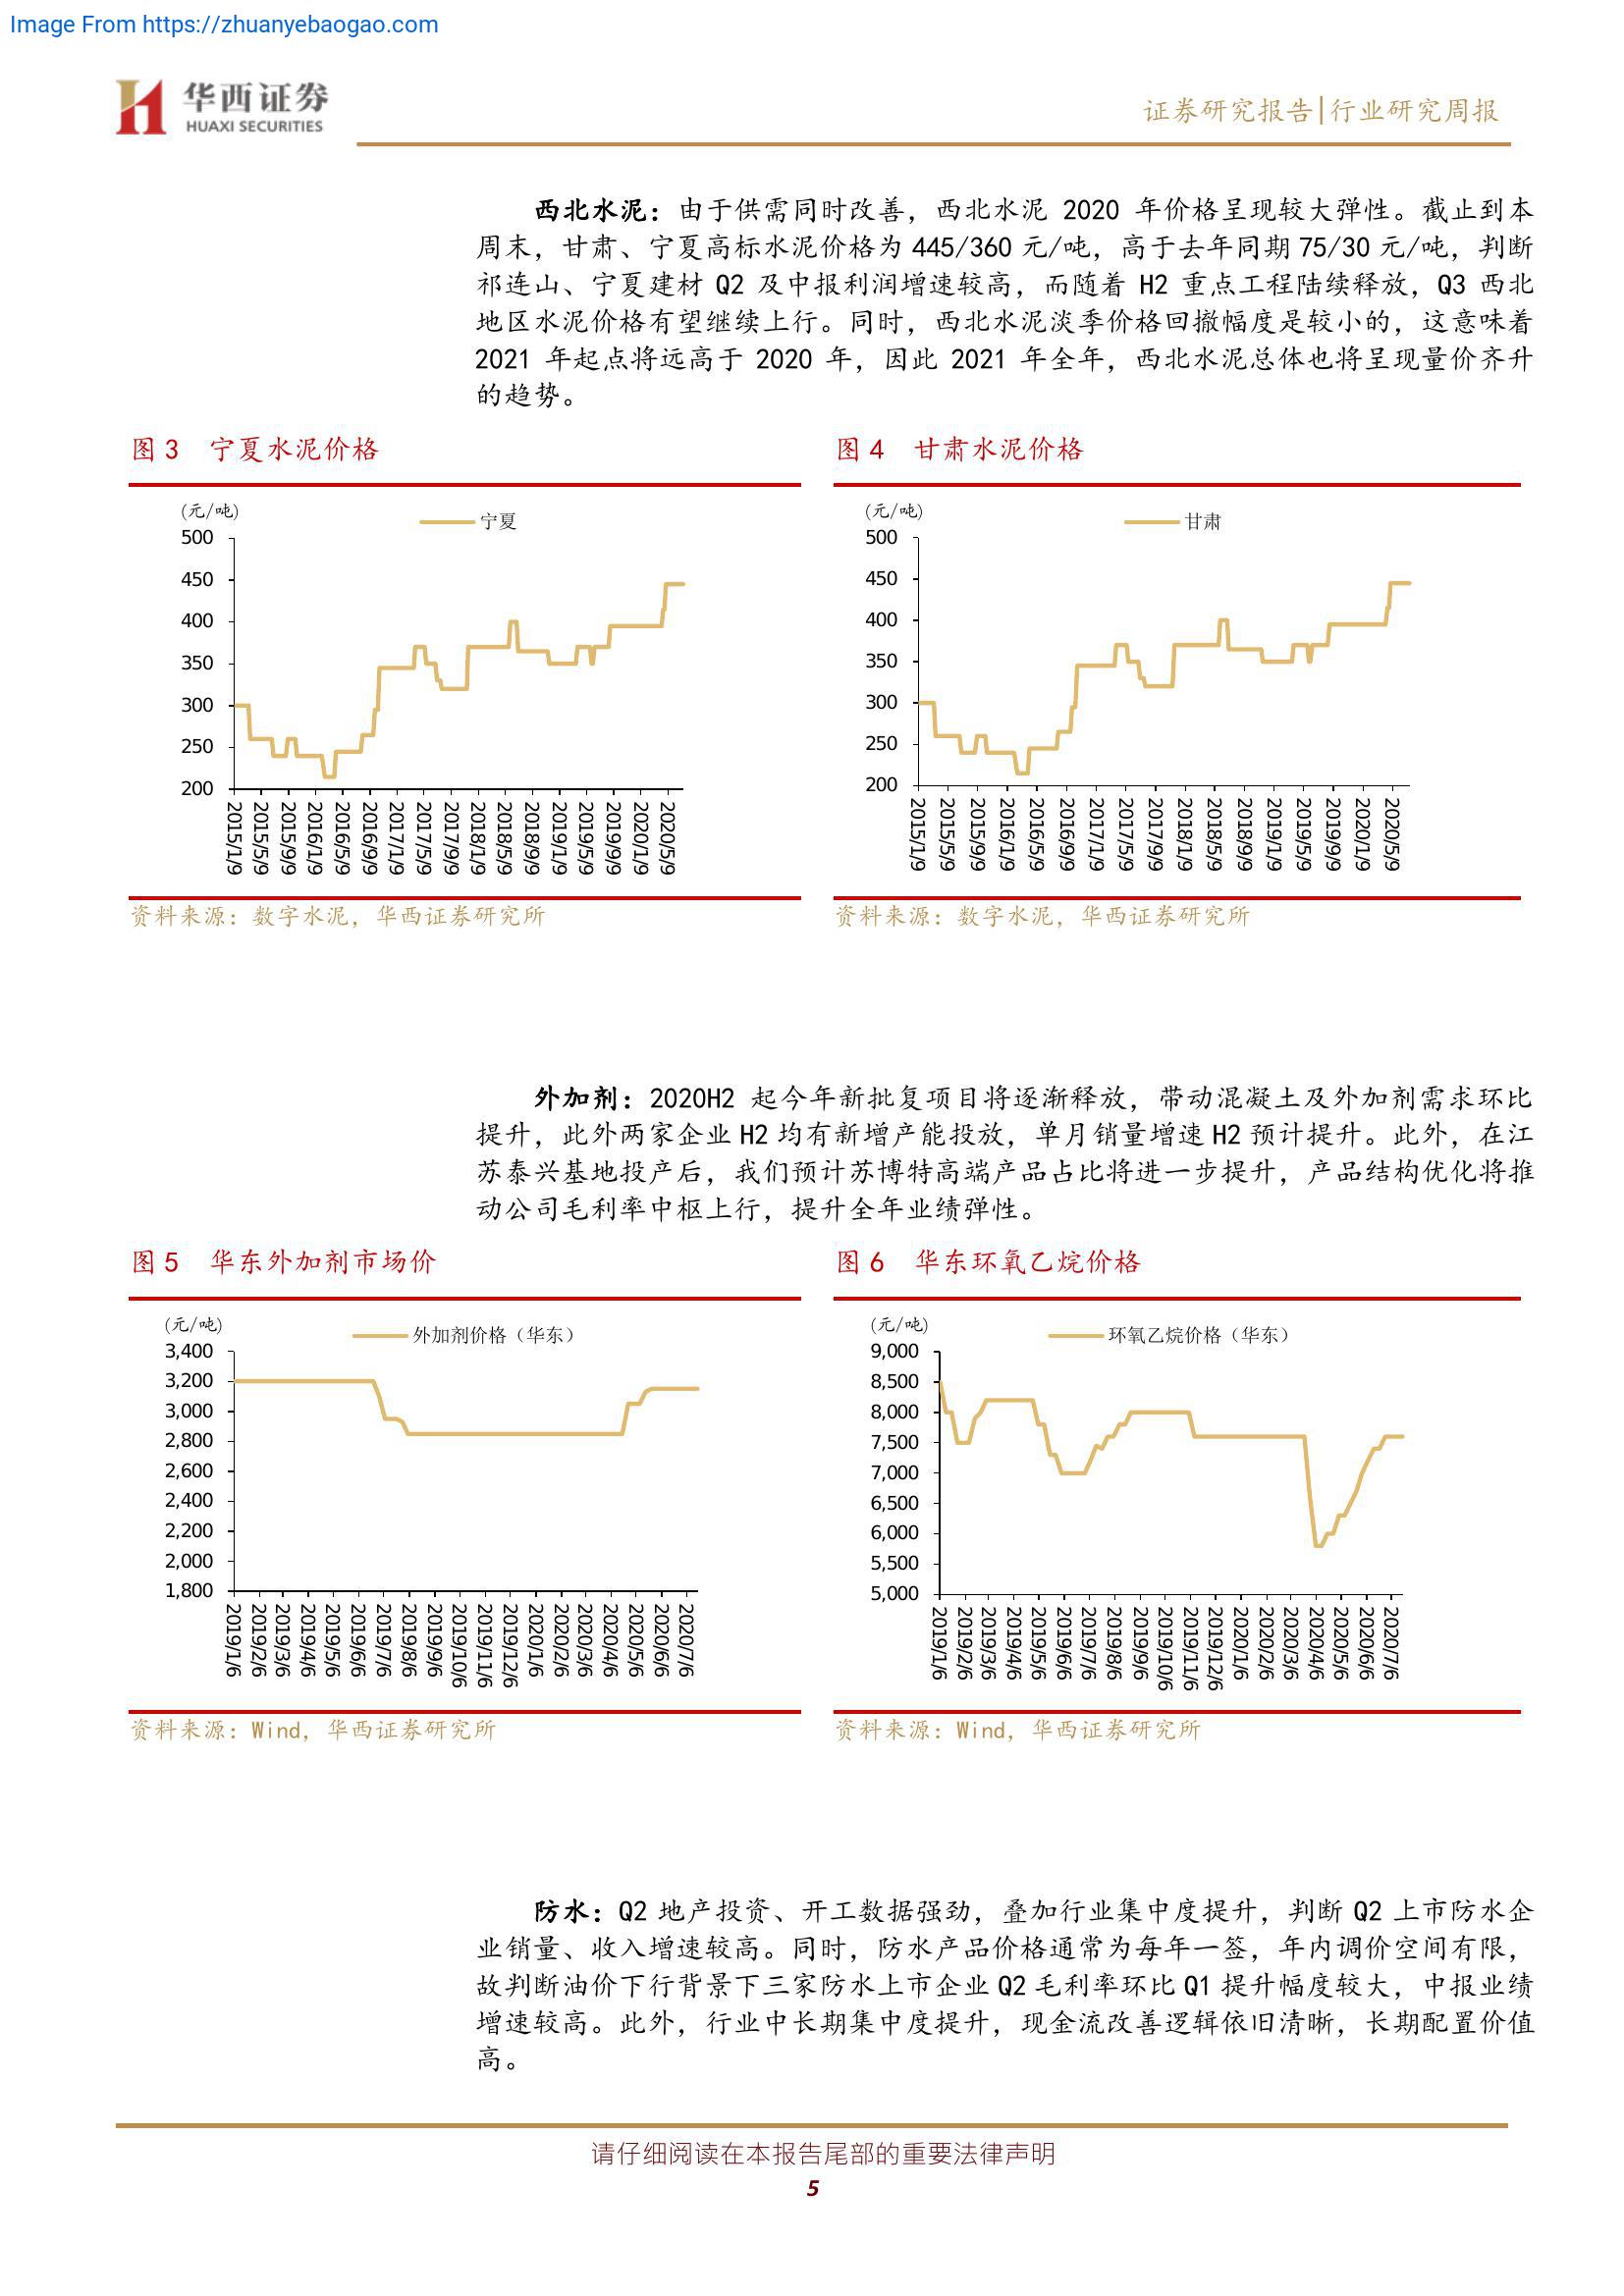 Image From https://zhuanyebaogao.com
华西证券
HUAXI SECURITIES
证券研究报告|行业研究周报
西北水泥：由于供需同时改善，西北水泥 2020 年价格呈现较大弹性。截止到本
周末，甘肃、宁夏高标水泥价格为 445/360 元/吨，高于去年同期 75/30 元/吨，判断
祁连山、宁夏建材 Q2 及中报利润增速较高，而随着 H2 重点工程陆续释放，Q3 西北
地区水泥价格有望继续上行。同时，西北水泥淡季价格回撤幅度是较小的，这意味着
2021 年起点将远高于 2020 年，因此 2021 年全年，西北水泥总体也将呈现量价齐升
的趋势。
图 3 宁夏水泥价格
(元/吨)
宁夏
500
450
400
350
300
250
200
2015/1/9
2015/5/9
2015/9/9
2016/1/9
2016/5/9
2016/9/9
2017/1/9
2017/5/9
2017/9/9
2018/1/9
2018/5/9
2018/9/9
2019/1/9
2019/5/9
2019/9/9
2020/1/9
2020/5/9
资料来源：数字水泥，华西证券研究所
图 4 甘肃水泥价格
(元/吨)
甘肃
500
450
400
350
300
250
200
2015/1/9
2015/5/9
2015/9/9
2016/1/9
2016/5/9
2016/9/9
2017/1/9
2017/5/9
2017/9/9
2018/1/9
2018/5/9
2018/9/9
2019/1/9
2019/5/9
2019/9/9
2020/1/9
2020/5/9
资料来源：数字水泥，华西证券研究所
外加剂：2020H2 起今年新批复项目将逐渐释放，带动混凝土及外加剂需求环比
提升，此外两家企业 H2 均有新增产能投放，单月销量增速 H2 预计提升。此外，在江
苏泰兴基地投产后，我们预计苏博特高端产品占比将进一步提升，产品结构优化将推
动公司毛利率中枢上行，提升全年业绩弹性。
图 5 华东外加剂市场价
(元/吨)
外加剂价格（华东）
3,400
3,200
3,000
2,800
2,600
2,400
2,200
2,000
1,800
2019/1/6
2019/2/6
2019/3/6
2019/4/6
2019/5/6
2019/6/6
2019/7/6
2019/8/6
2019/9/6
2019/10/6
2019/11/6
2019/12/6
2020/1/6
2020/2/6
2020/3/6
2020/4/6
2020/5/6
2020/6/6
2020/7/6
资料来源：Wind，华西证券研究所
图 6 华东环氧乙烷价格
(元/吨)
环氧乙烷价格（华东）
9,000
8,500
8,000
7,500
7,000
6,500
6,000
5,500
5,000
2019/1/6
2019/2/6
2019/3/6
2019/4/6
2019/5/6
2019/6/6
2019/7/6
2019/8/6
2019/9/6
2019/10/6
2019/11/6
2019/12/6
2020/1/6
2020/2/6
2020/3/6
2020/4/6
2020/5/6
2020/6/6
2020/7/6
资料来源：Wind，华西证券研究所
防水：Q2 地产投资、开工数据强劲，叠加行业集中度提升，判断 Q2 上市防水企
业销量、收入增速较高。同时，防水产品价格通常为每年一签，年内调价空间有限，
故判断油价下行背景下三家防水上市企业 Q2 毛利率环比 Q1 提升幅度较大，中报业绩
增速较高。此外，行业中长期集中度提升，现金流改善逻辑依旧清晰，长期配置价值
高。
请仔细阅读在本报告尾部的重要法律声明
5